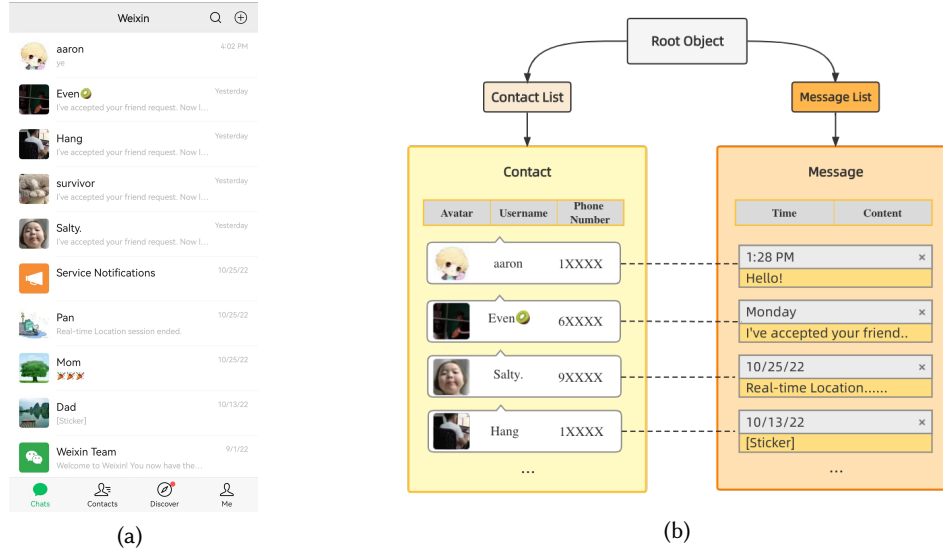 Weixin
aaron
4:02 PM
ye
Even🥝
Yesterday
I've accepted your friend request. Now I...
Hang
Yesterday
I've accepted your friend request. Now I...
survivor
Yesterday
I've accepted your friend request. Now I...
Salty.
Yesterday
I've accepted your friend request. Now I...
Service Notifications
10/25/22
Pan
10/25/22
Real-time Location session ended.
Mom
10/25/22
Dad
10/13/22
[Sticker]
Weixin Team
9/1/22
Welcome to Weixin! You now have the...
Chats
Contacts
Discover
Me
(a)
Root Object
Contact List
Message List
Contact
Avatar
Username
Phone
Number
aaron
1XXXX
Even🥝
6XXXX
Salty.
9XXXX
Hang
1XXXX
...
Message
Time
Content
1:28 PM ×
Hello!
Monday ×
I've accepted your friend..
10/25/22 ×
Real-time Location......
10/13/22 ×
[Sticker]
...
(b)